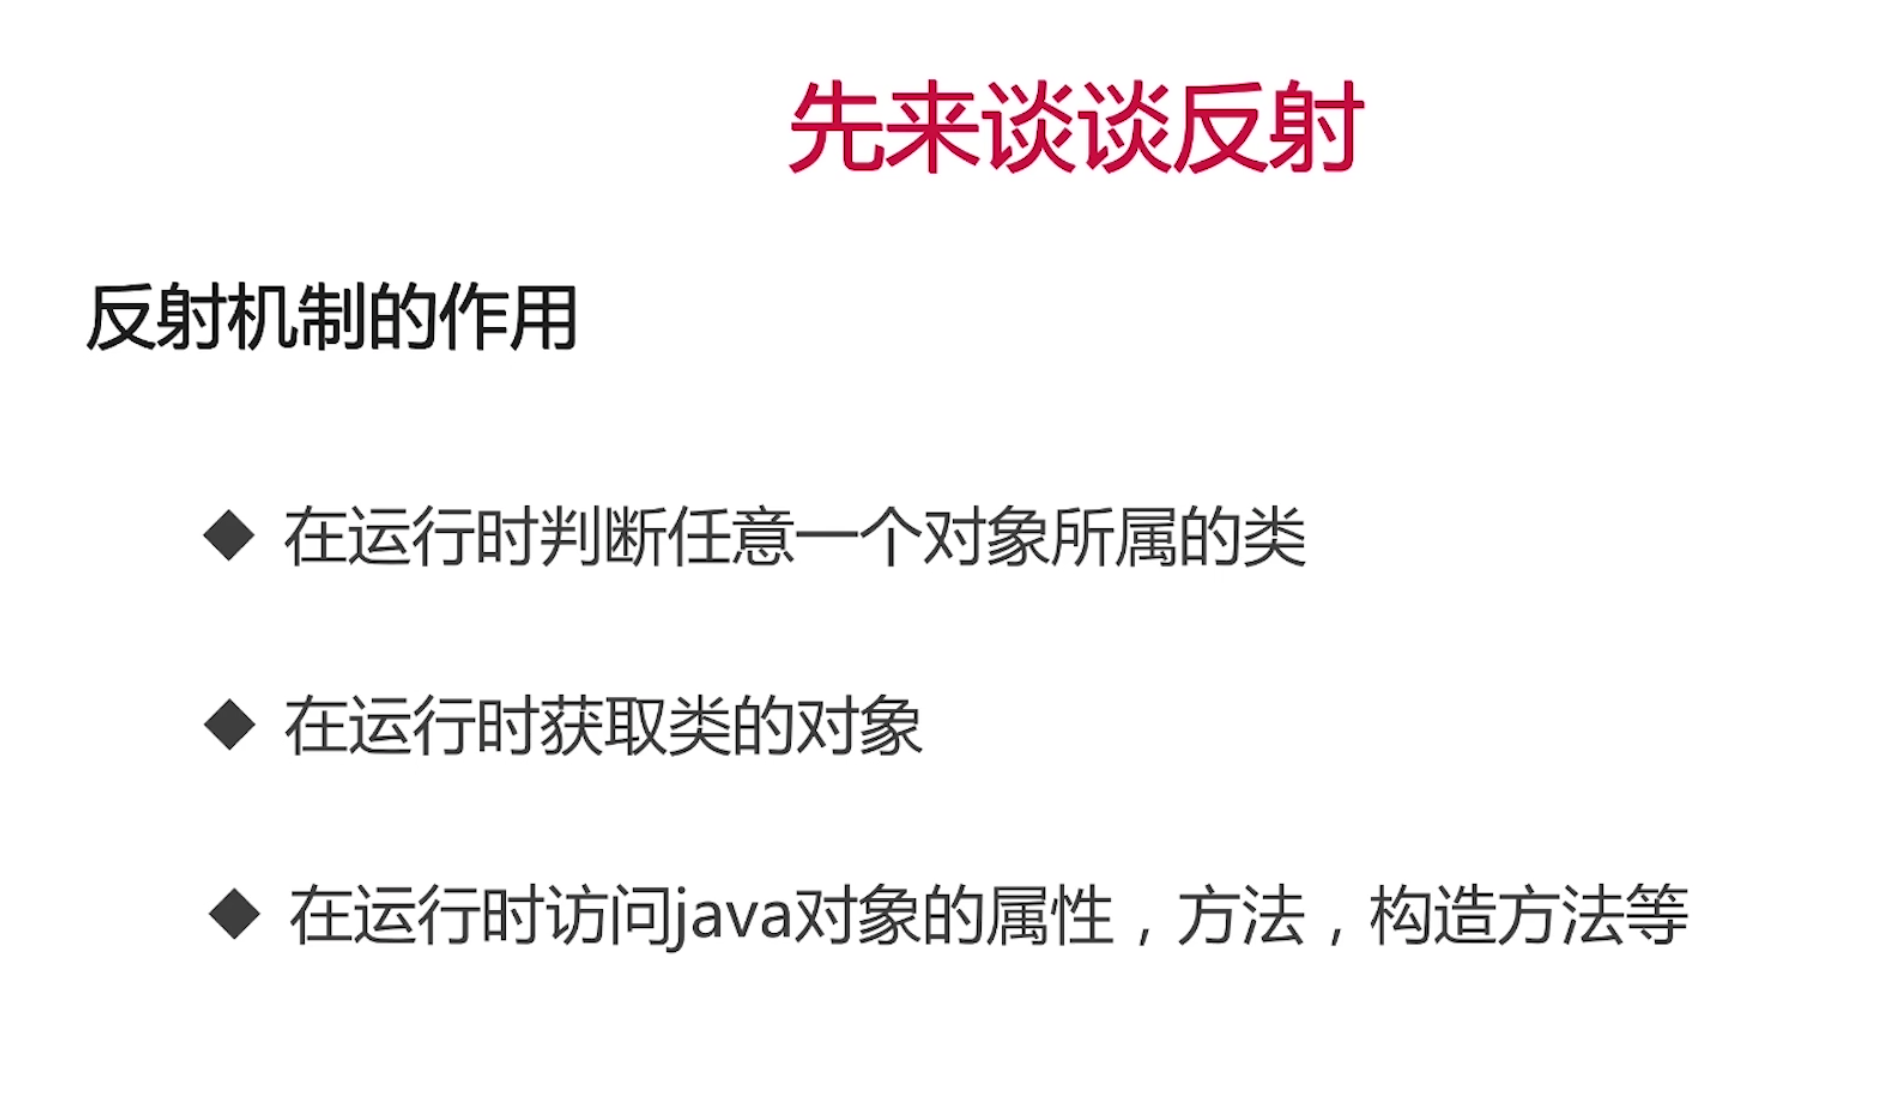 先来谈谈反射
反射机制的作用
◆ 在运行时判断任意一个对象所属的类
◆ 在运行时获取类的对象
◆ 在运行时访问java对象的属性，方法，构造方法等